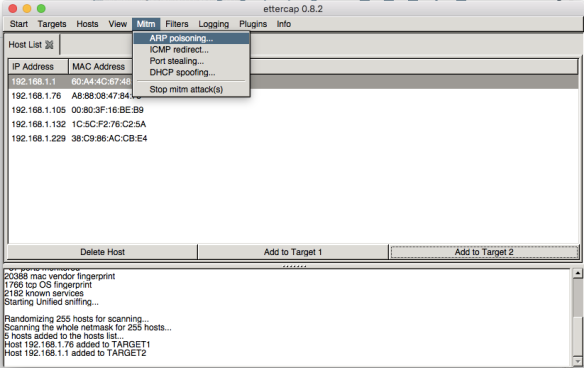 ettercap 0.8.2
Start Targets Hosts View Mitm Filters Logging Plugins Info
Host List
ARP poisoning...
ICMP redirect...
Port stealing...
DHCP spoofing...
Stop mitm attack(s)
IP Address MAC Address
192.168.1.1 60:A4:4C:67:48
192.168.1.76 A8:88:08:47:84:
192.168.1.105 00:80:3F:16:BE:B9
192.168.1.132 1C:5C:F2:76:C2:5A
192.168.1.229 38:C9:86:AC:CB:E4
Delete Host Add to Target 1 Add to Target 2
ports monitored
20388 mac vendor fingerprint
1766 tcp OS fingerprint
2182 known services
Starting Unified sniffing...
Randomizing 255 hosts for scanning...
Scanning the whole netmask for 255 hosts...
5 hosts added to the hosts list...
Host 192.168.1.76 added to TARGET1
Host 192.168.1.1 added to TARGET2